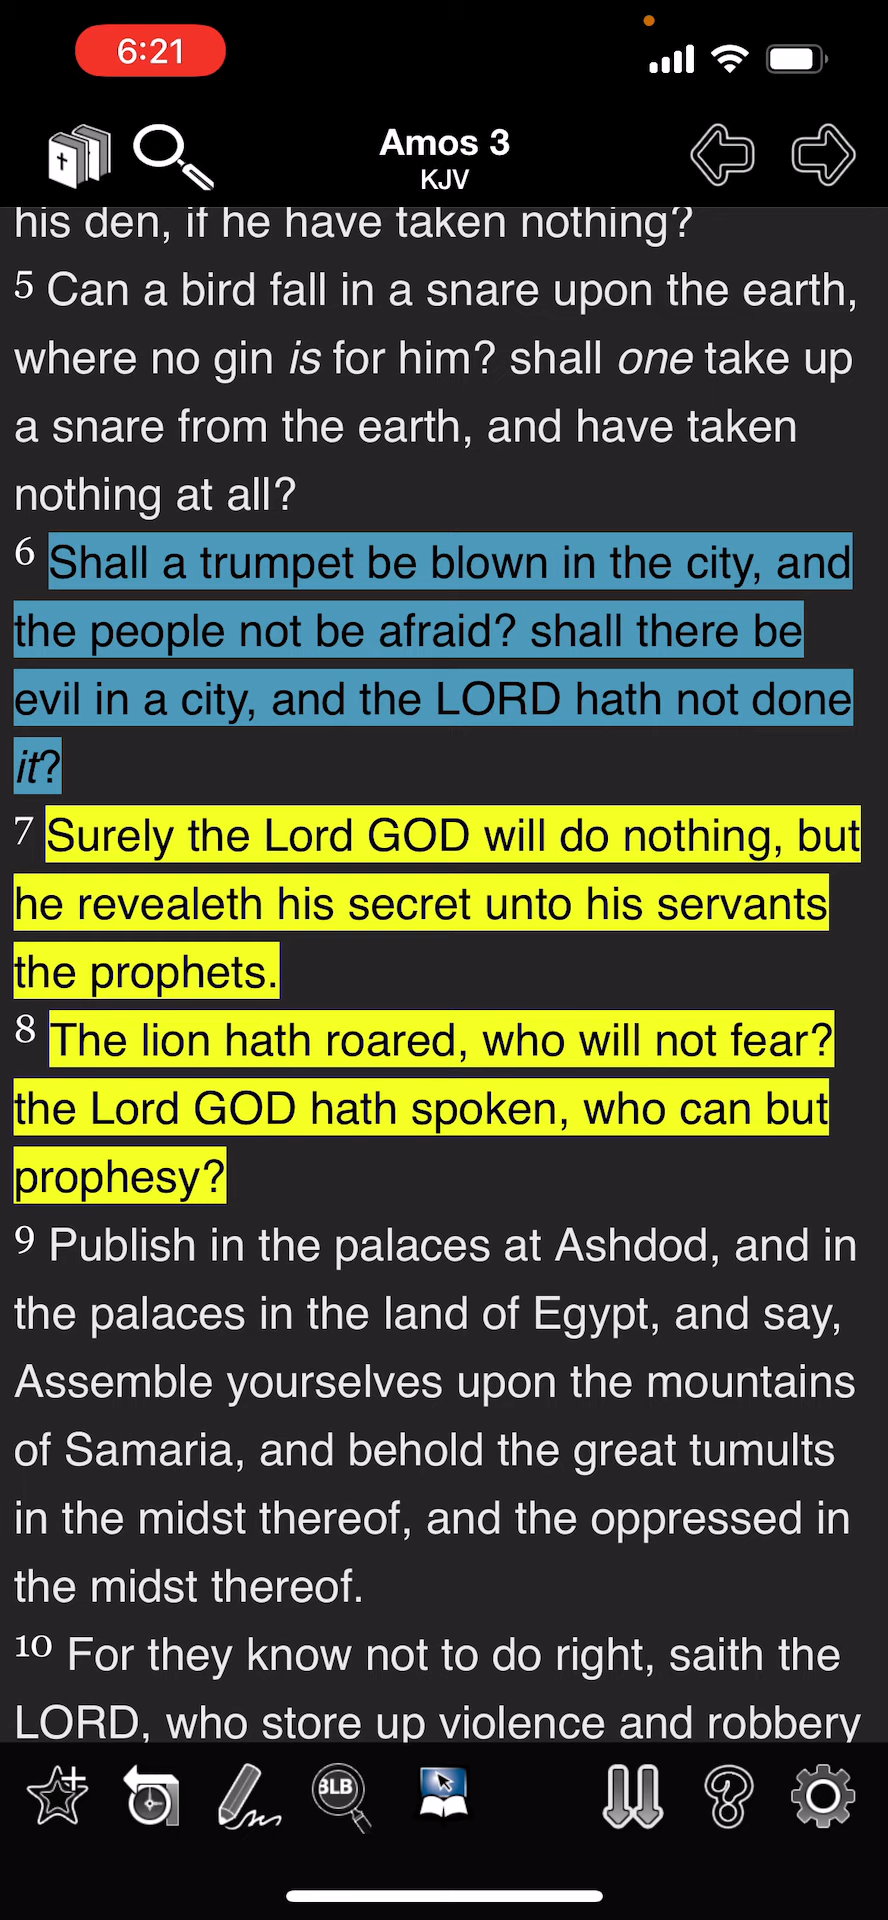 6:21
Amos 3
KJV
his den, if he have taken nothing?
5 Can a bird fall in a snare upon the earth,
where no gin is for him? shall one take up
a snare from the earth, and have taken
nothing at all?
6 Shall a trumpet be blown in the city, and
the people not be afraid? shall there be
evil in a city, and the LORD hath not done
it?
7 Surely the Lord GOD will do nothing, but
he revealeth his secret unto his servants
the prophets.
8 The lion hath roared, who will not fear?
the Lord GOD hath spoken, who can but
prophesy?
9 Publish in the palaces at Ashdod, and in
the palaces in the land of Egypt, and say,
Assemble yourselves upon the mountains
of Samaria, and behold the great tumults
in the midst thereof, and the oppressed in
the midst thereof.
10 For they know not to do right, saith the
LORD, who store up violence and robbery
BLB